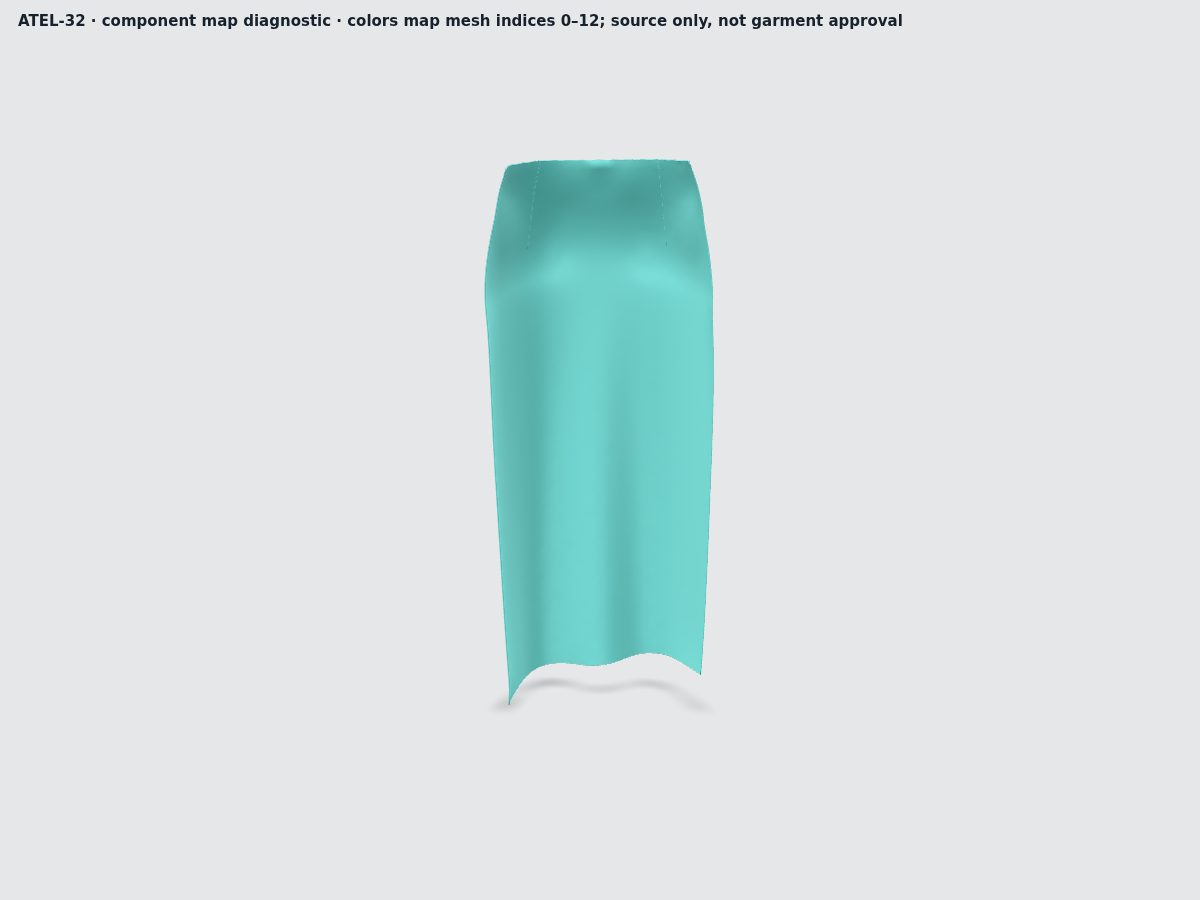 ATEL-32 · component map diagnostic · colors map mesh indices 0–12; source only, not garment approval